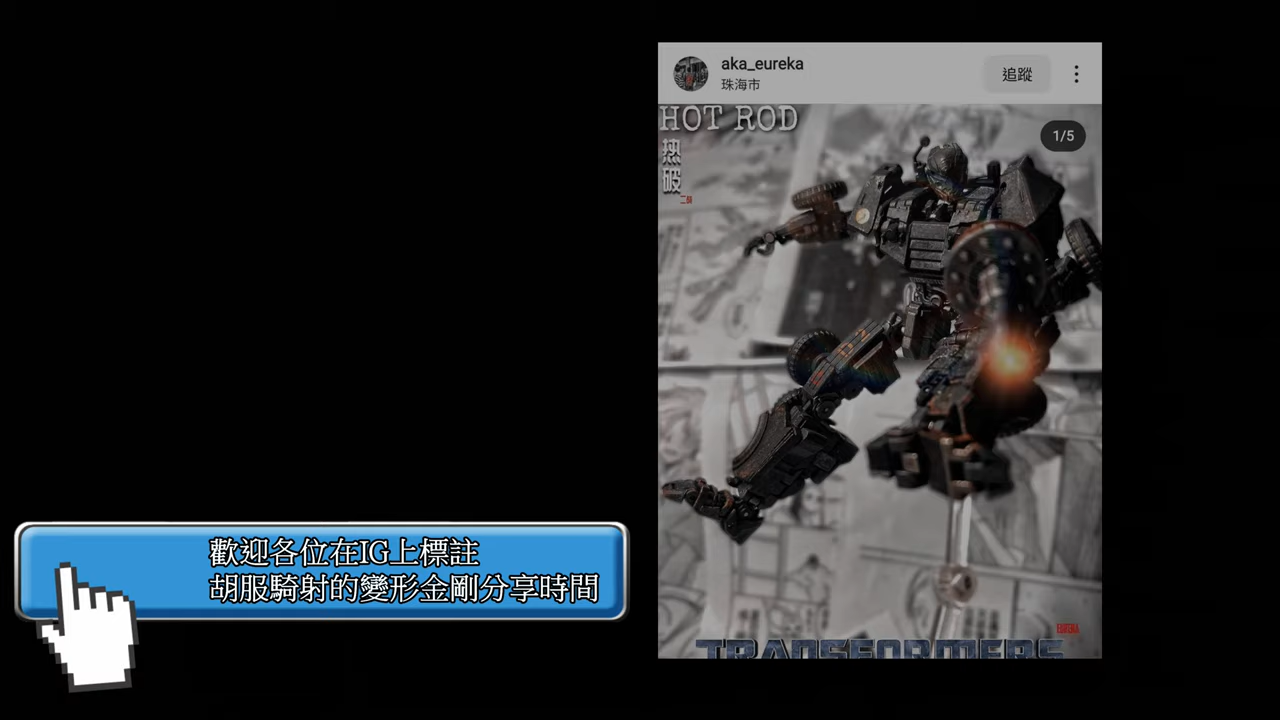 aka_eureka
珠海市
追蹤
HOT ROD
1/5
热
破
歡迎各位在IG上標註
胡服騎射的變形金剛分享時間
EUREKA
TRANSFORMERS